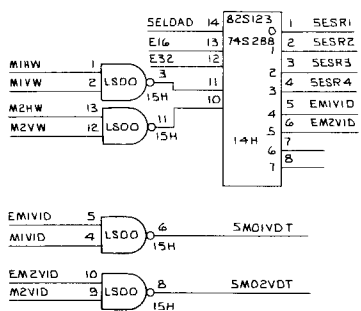 SELOAD 14 82S123 1 SESR1
E16 13 74S288 0 2 SESR2
E32 12 1 3 SESR3
M1HW 1 3 11 2 4 SESR4
M1VW 2 LS00 15H 10 3 5 EM1VID
M2HW 13 11 4 6 EM2VID
M2VW 12 LS00 15H 14H 5 7
6 8
7
EM1VID 5 6 SM01VDT
M1VID 4 LS00 15H
EM2VID 10 8 SM02VDT
M2VID 9 LS00 15H